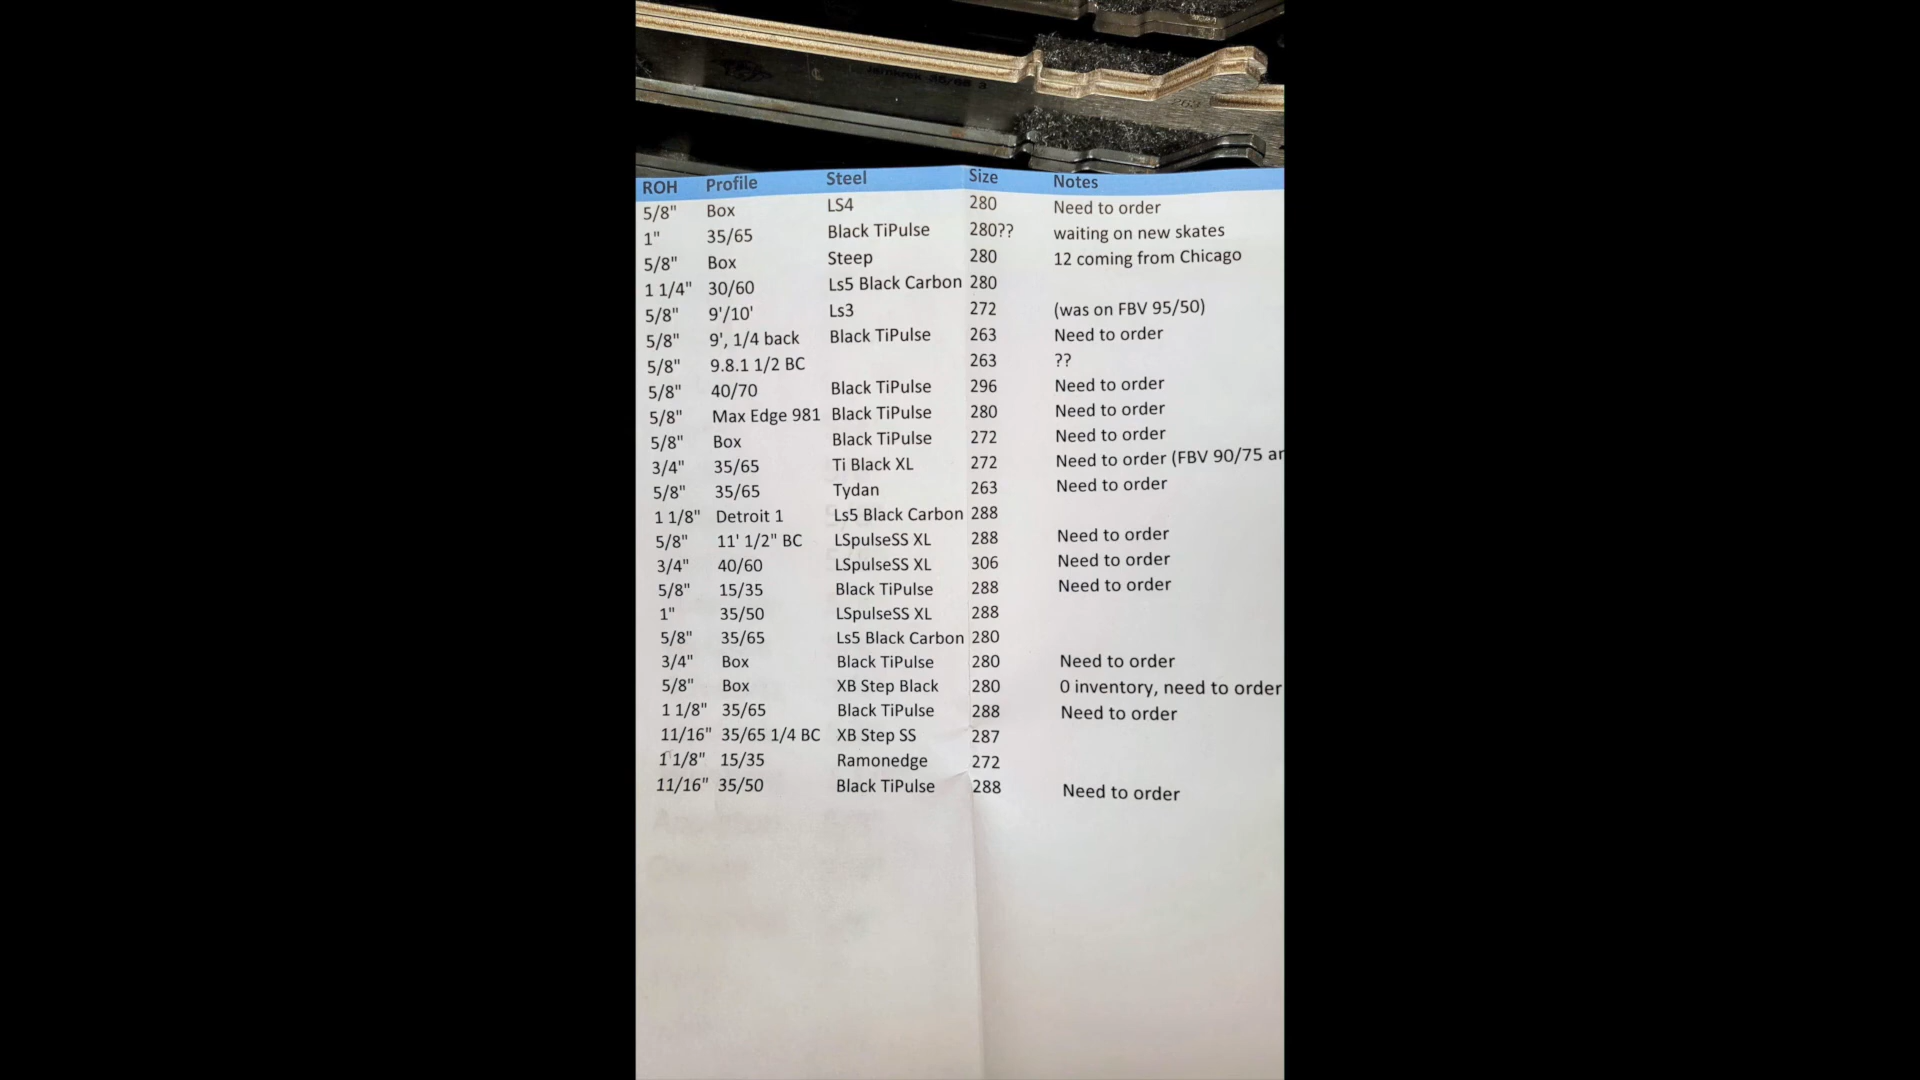 ROH Profile Steel Size Notes
5/8" Box LS4 280 Need to order
1" 35/65 Black TiPulse 280?? waiting on new skates
5/8" Box Steep 280 12 coming from Chicago
1 1/4" 30/60 Ls5 Black Carbon 280
5/8" 9'/10' Ls3 272 (was on FBV 95/50)
5/8" 9', 1/4 back Black TiPulse 263 Need to order
5/8" 9.8.1 1/2 BC 263 ??
5/8" 40/70 Black TiPulse 296 Need to order
5/8" Max Edge 981 Black TiPulse 280 Need to order
5/8" Box Black TiPulse 272 Need to order
3/4" 35/65 Ti Black XL 272 Need to order (FBV 90/75 ar
5/8" 35/65 Tydan 263 Need to order
1 1/8" Detroit 1 Ls5 Black Carbon 288
5/8" 11' 1/2" BC LSpulseSS XL 288 Need to order
3/4" 40/60 LSpulseSS XL 306 Need to order
5/8" 15/35 Black TiPulse 288 Need to order
1" 35/50 LSpulseSS XL 288
5/8" 35/65 Ls5 Black Carbon 280
3/4" Box Black TiPulse 280 Need to order
5/8" Box XB Step Black 280 0 inventory, need to order
1 1/8" 35/65 Black TiPulse 288 Need to order
11/16" 35/65 1/4 BC XB Step SS 287
1 1/8" 15/35 Ramonedge 272
11/16" 35/50 Black TiPulse 288 Need to order